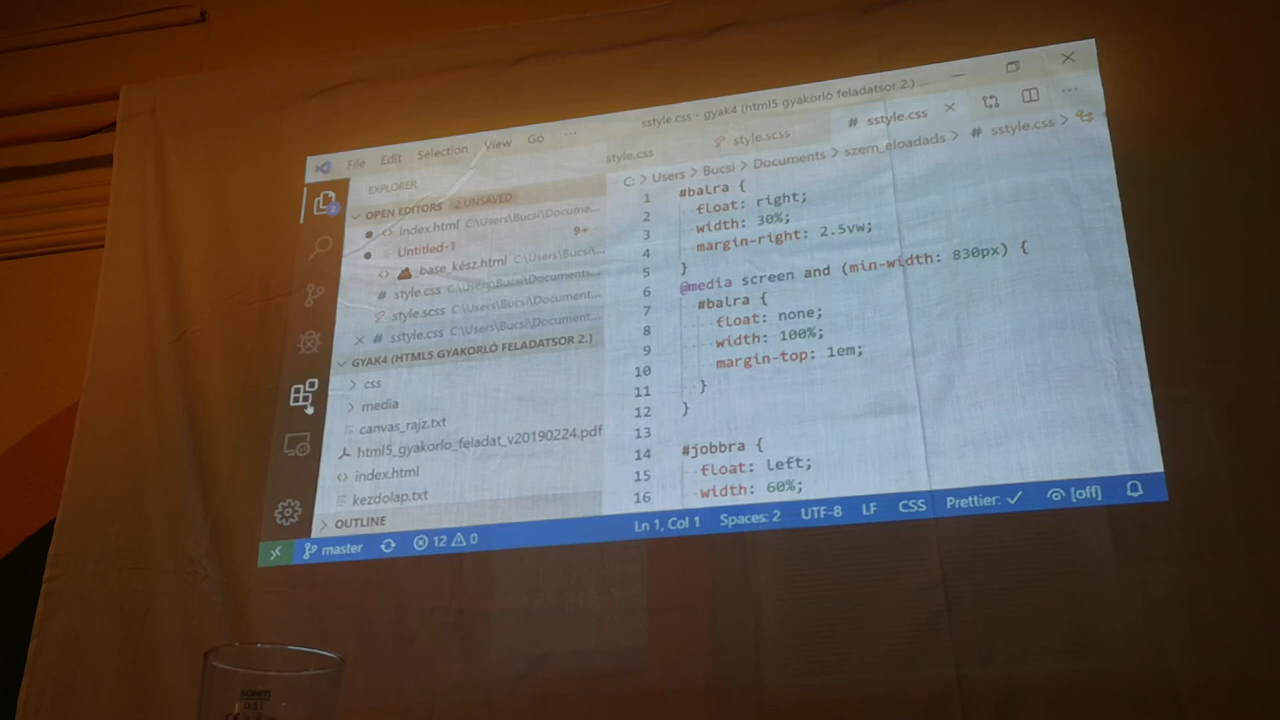 sstyle.css - gyak4 (html5 gyakorló feladatsor 2.) ...
File Edit Selection View Go ...
style.css style.scss # sstyle.css
EXPLORER
C: > Users > Bucsi > Documents > szem_eloadads > # sstyle.css >
OPEN EDITORS 2 UNSAVED
index.html C:\Users\Bucsi\Docume...
Untitled-1 9+
base_kész.html C:\Users\Bucsi\...
# style.css C:\Users\Bucsi\Document...
style.scss C:\Users\Bucsi\Document...
# sstyle.css C:\Users\Bucsi\Document...
GYAK4 (HTML5 GYAKORLÓ FELADATSOR 2.)
> css
> media
canvas_rajz.txt
html5_gyakorlo_feladat_v20190224.pdf
<> index.html
kezdolap.txt
> OUTLINE
1 #balra {
2 float: right;
3 width: 30%;
4 margin-right: 2.5vw;
5 }
6 @media screen and (min-width: 830px) {
7 #balra {
8 float: none;
9 width: 100%;
10 margin-top: 1em;
11 }
12 }
13
14 #jobbra {
15 float: left;
16 width: 60%;
master 12 0 Ln 1, Col 1 Spaces: 2 UTF-8 LF CSS Prettier: ✓ [off]